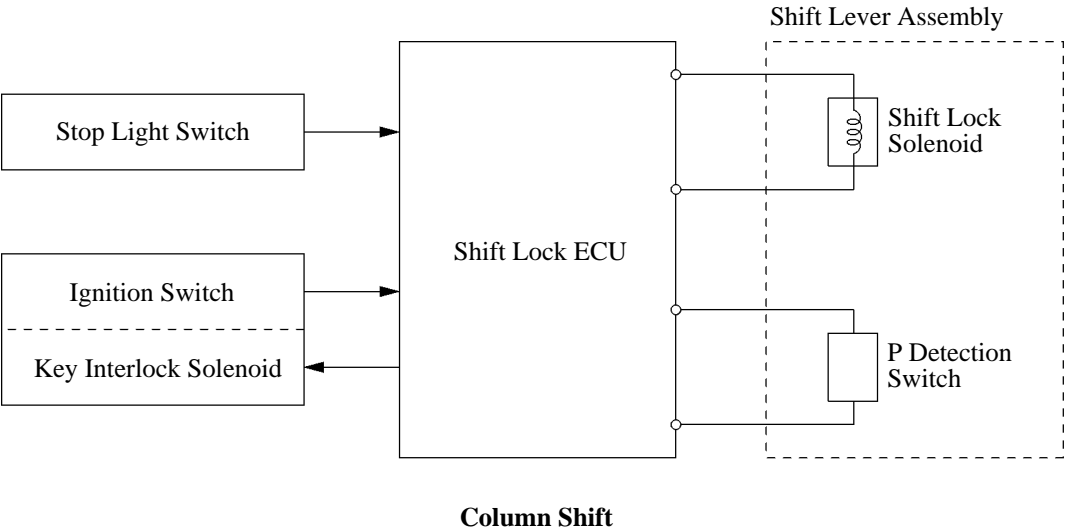 Shift Lever Assembly
Stop Light Switch
Shift Lock
Solenoid
Shift Lock ECU
Ignition Switch
Key Interlock Solenoid
P Detection
Switch
Column Shift